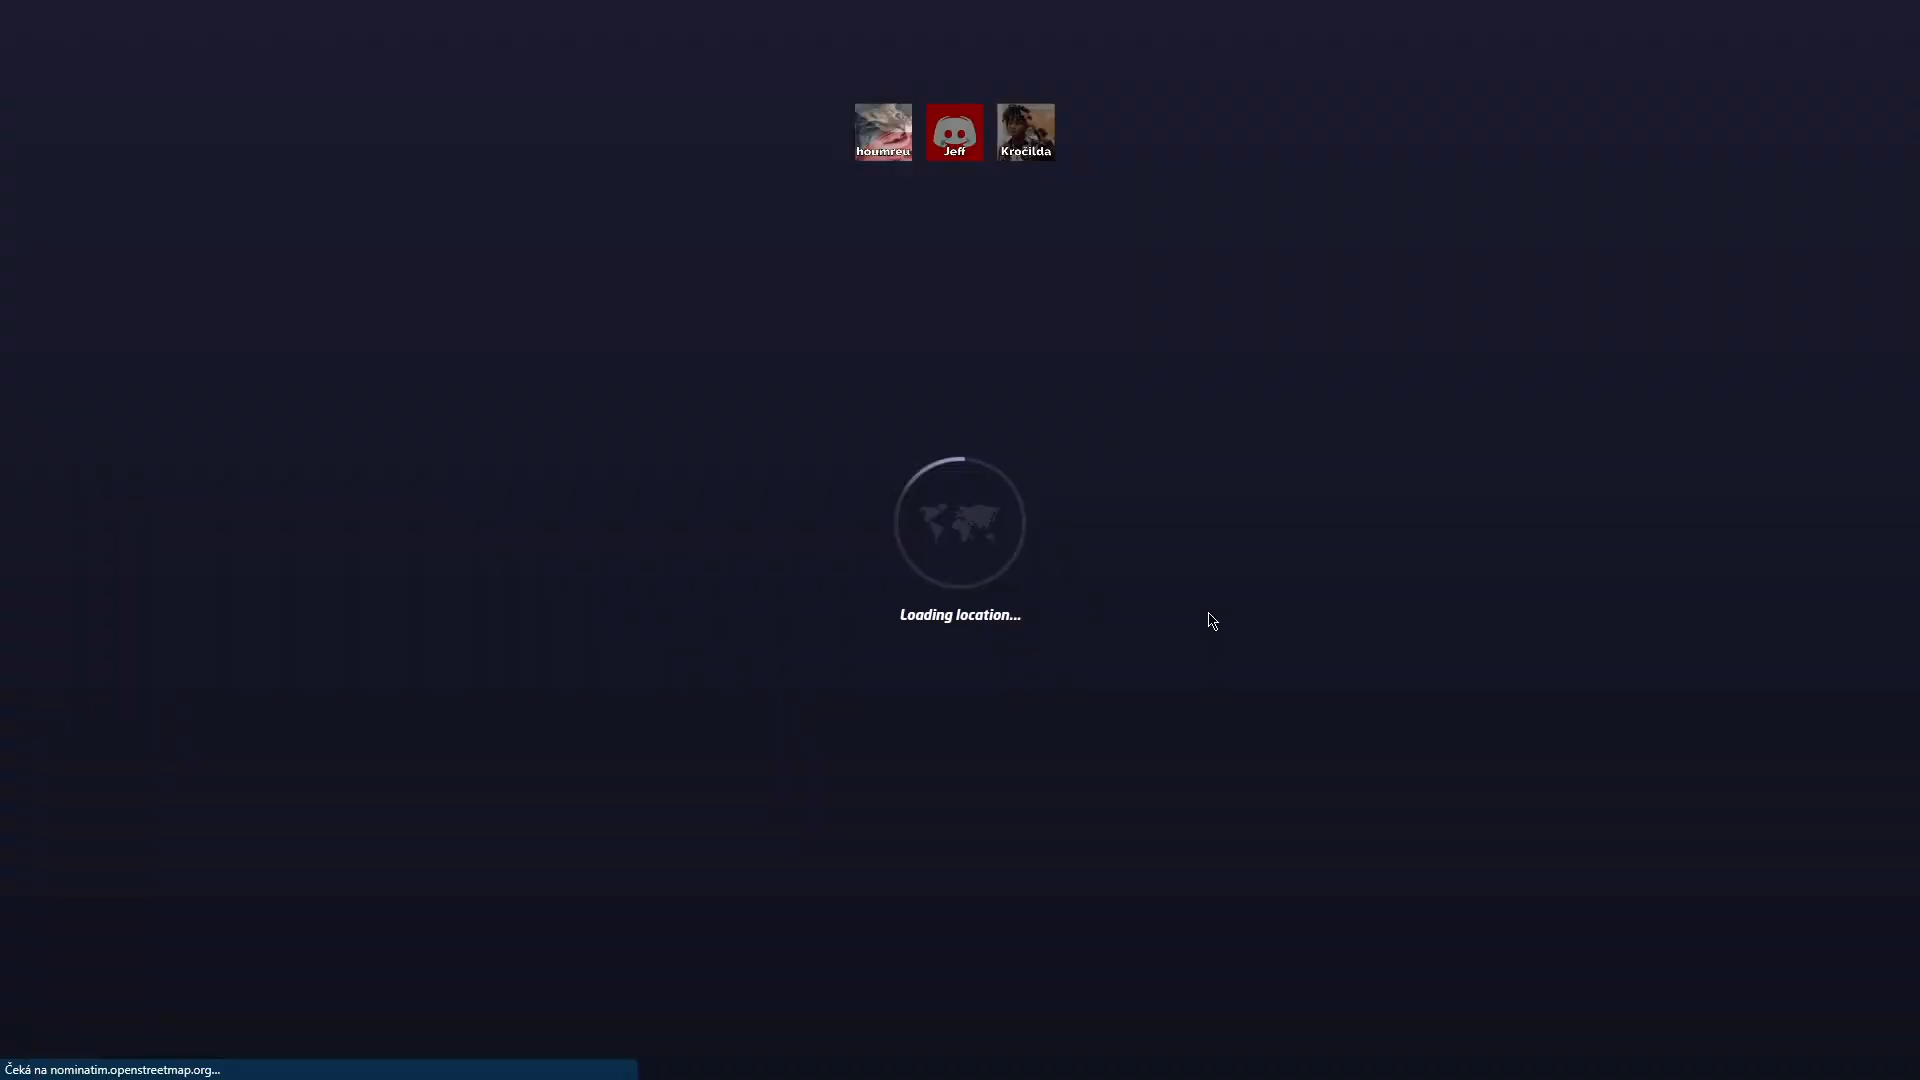 houmreu
Jeff
Kročilda
Loading location...
Čeká na nominatim.openstreetmap.org...